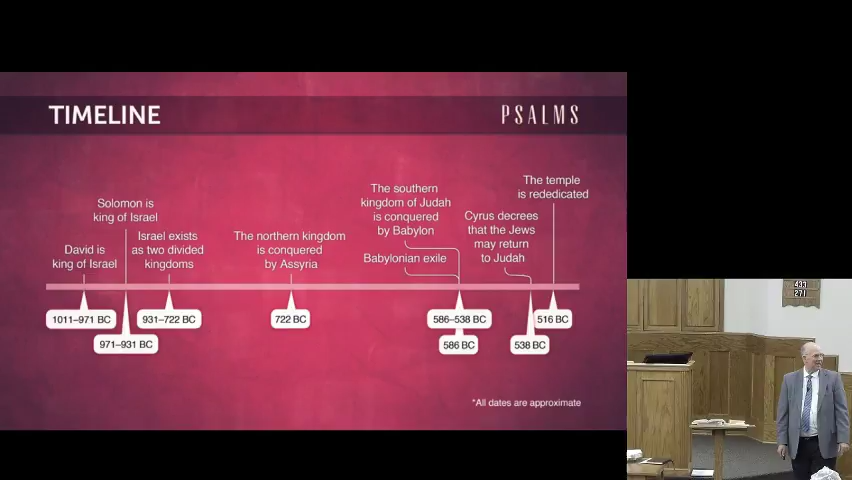 TIMELINE
PSALMS
Solomon is
king of Israel
David is
king of Israel
Israel exists
as two divided
kingdoms
The northern kingdom
is conquered
by Assyria
The southern
kingdom of Judah
is conquered
by Babylon
Babylonian exile
Cyrus decrees
that the Jews
may return
to Judah
The temple
is rededicated
1011–971 BC
971–931 BC
931–722 BC
722 BC
586–538 BC
586 BC
538 BC
516 BC
*All dates are approximate
433
271